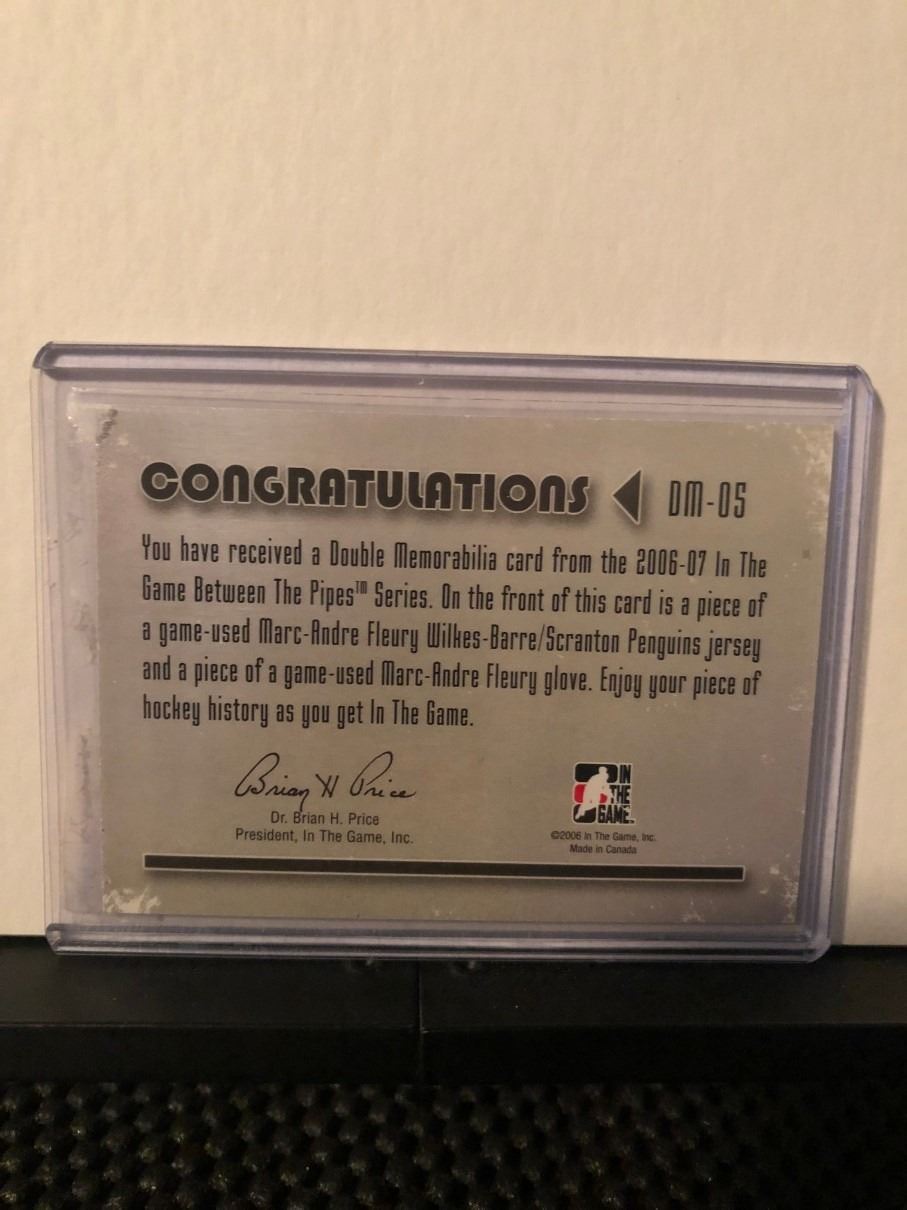 CONGRATULATIONS DM-05
You have received a Double Memorabilia card from the 2006-07 In The
Game Between The Pipes™ Series. On the front of this card is a piece of
a game-used Marc-Andre Fleury Wilkes-Barre/Scranton Penguins jersey
and a piece of a game-used Marc-Andre Fleury glove. Enjoy your piece of
hockey history as you get In The Game.
Brian H Price
Dr. Brian H. Price
President, In The Game, Inc.
IN
THE
GAME
©2006 In The Game, Inc.
Made in Canada